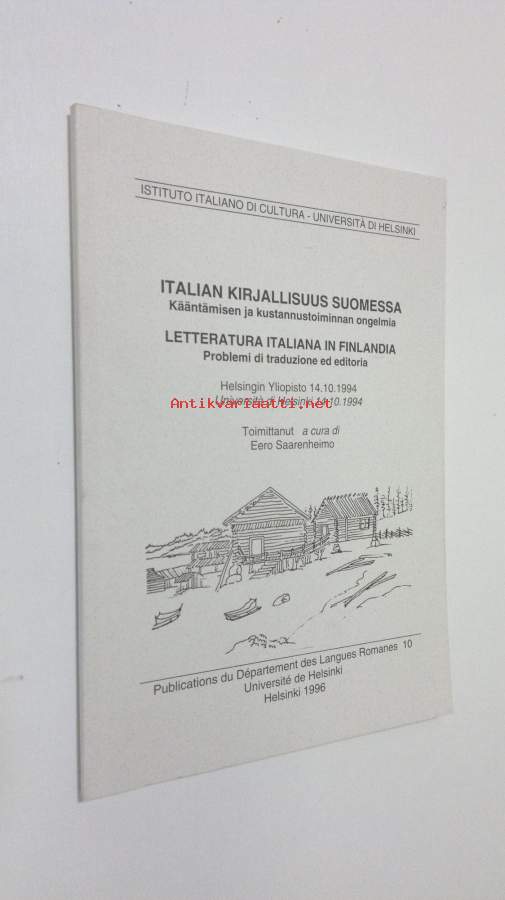 ISTITUTO ITALIANO DI CULTURA - UNIVERSITÀ DI HELSINKI
ITALIAN KIRJALLISUUS SUOMESSA
Kääntämisen ja kustannustoiminnan ongelmia
LETTERATURA ITALIANA IN FINLANDIA
Problemi di traduzione ed editoria
Helsingin Yliopisto 14.10.1994
Università di Helsinki 14.10.1994
Antikvariaatti.net
Toimittanut a cura di
Eero Saarenheimo
Publications du Département des Langues Romanes 10
Université de Helsinki
Helsinki 1996